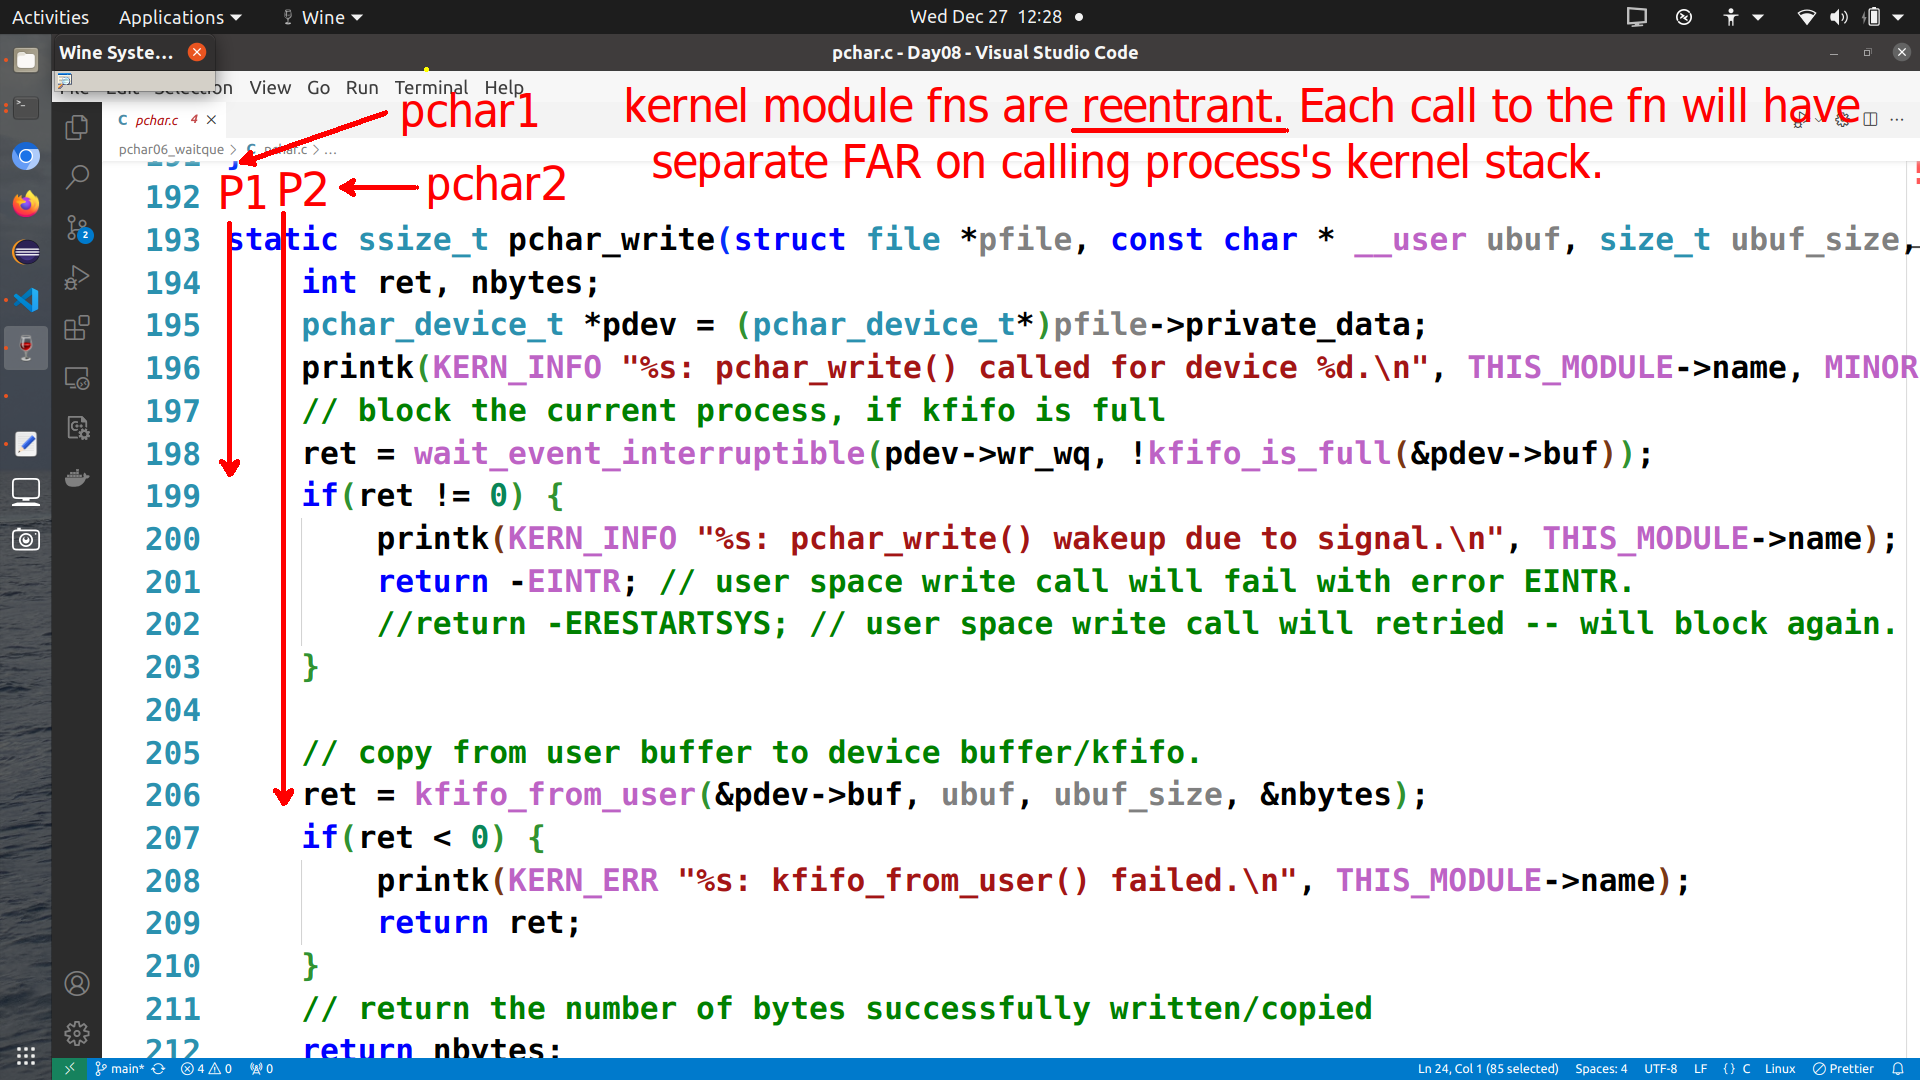 Activities
Applications
Wine
Wed Dec 27 12:28
Wine Syste...
pchar.c - Day08 - Visual Studio Code
Edit Selection View Go Run Terminal Help
C pchar.c 4
pchar06_waitque > C pchar.c > ...
pchar1
kernel module fns are reentrant. Each call to the fn will have
separate FAR on calling process's kernel stack.
P1 P2
pchar2
191 }
192
193 static ssize_t pchar_write(struct file *pfile, const char * __user ubuf, size_t ubuf_size,
194 int ret, nbytes;
195 pchar_device_t *pdev = (pchar_device_t*)pfile->private_data;
196 printk(KERN_INFO "%s: pchar_write() called for device %d.\n", THIS_MODULE->name, MINOR
197 // block the current process, if kfifo is full
198 ret = wait_event_interruptible(pdev->wr_wq, !kfifo_is_full(&pdev->buf));
199 if(ret != 0) {
200 printk(KERN_INFO "%s: pchar_write() wakeup due to signal.\n", THIS_MODULE->name);
201 return -EINTR; // user space write call will fail with error EINTR.
202 //return -ERESTARTSYS; // user space write call will retried -- will block again.
203 }
204
205 // copy from user buffer to device buffer/kfifo.
206 ret = kfifo_from_user(&pdev->buf, ubuf, ubuf_size, &nbytes);
207 if(ret < 0) {
208 printk(KERN_ERR "%s: kfifo_from_user() failed.\n", THIS_MODULE->name);
209 return ret;
210 }
211 // return the number of bytes successfully written/copied
212 return nbytes;
2
main* 4 0 0
Ln 24, Col 1 (85 selected) Spaces: 4 UTF-8 LF {} C Linux Prettier